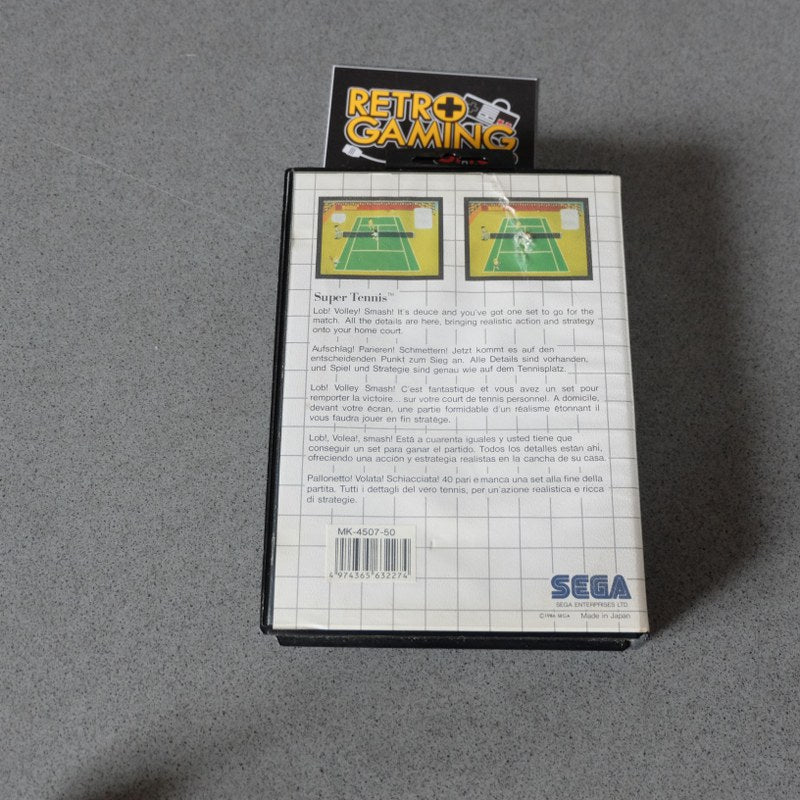 RETRO
GAMING
Super Tennis™
Lob! Volley! Smash! It's deuce and you've got one set to go for the
match. All the details are here, bringing realistic action and strategy
onto your home court.
Aufschlag! Parieren! Schmettern! Jetzt kommt es auf den
entscheidenden Punkt zum Sieg an. Alle Details sind vorhanden,
und Spiel und Strategie sind genau wie auf dem Tennisplatz.
Lob! Volley Smash! C'est fantastique et vous avez un set pour
remporter la victoire... sur votre court de tennis personnel. A domicile,
devant votre écran, une partie formidable d'un réalisme étonnant il
vous faudra jouer en fin stratège.
Lob!, Volea!, smash! Está a cuarenta iguales y usted tiene que
conseguir un set para ganar el partido. Todos los detalles están ahí,
ofreciendo una acción y estrategia realistas en la cancha de su casa.
Pallonetto! Volata! Schiacciata! 40 pari e manca una set alla fine della
partita. Tutti i dettagli del vero tennis, per un'azione realistica e ricca
di strategie.
MK-4507-50
4 974365 632274
SEGA
SEGA ENTERPRISES LTD.
©1986 SEGA Made in Japan